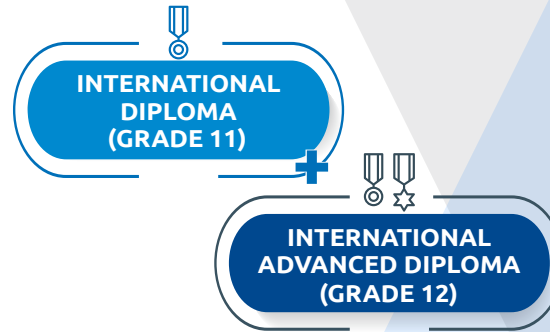 INTERNATIONAL
DIPLOMA
(GRADE 11)
INTERNATIONAL
ADVANCED DIPLOMA
(GRADE 12)